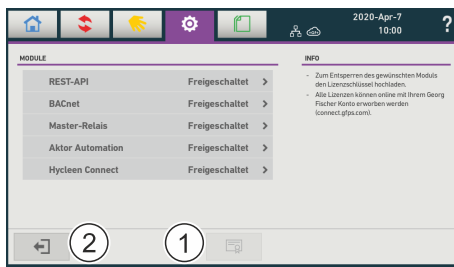 2020-Apr-7
10:00
?
MODULE
REST-API Freigeschaltet >
BACnet Freigeschaltet >
Master-Relais Freigeschaltet >
Aktor Automation Freigeschaltet >
Hycleen Connect Freigeschaltet >
INFO
- Zum Entsperren des gewünschten Moduls
den Lizenzschlüssel hochladen.
- Alle Lizenzen können online mit Ihrem Georg
Fischer Konto erworben werden
(connect.gfps.com).
2
1